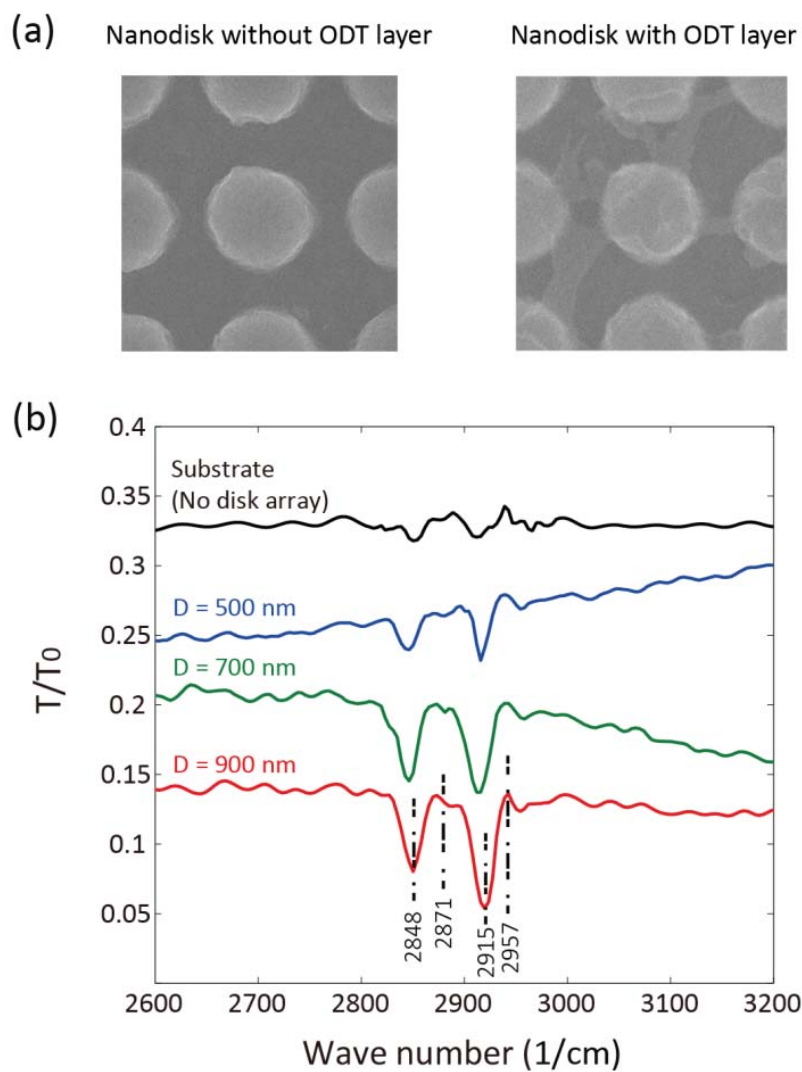 (a)
Nanodisk without ODT layer
Nanodisk with ODT layer
(b)
0.4
0.35
0.3
0.25
0.2
0.15
0.1
0.05
T/T0
Substrate
(No disk array)
D = 500 nm
D = 700 nm
D = 900 nm
2848
2871
2915
2957
2600
2700
2800
2900
3000
3100
3200
Wave number (1/cm)